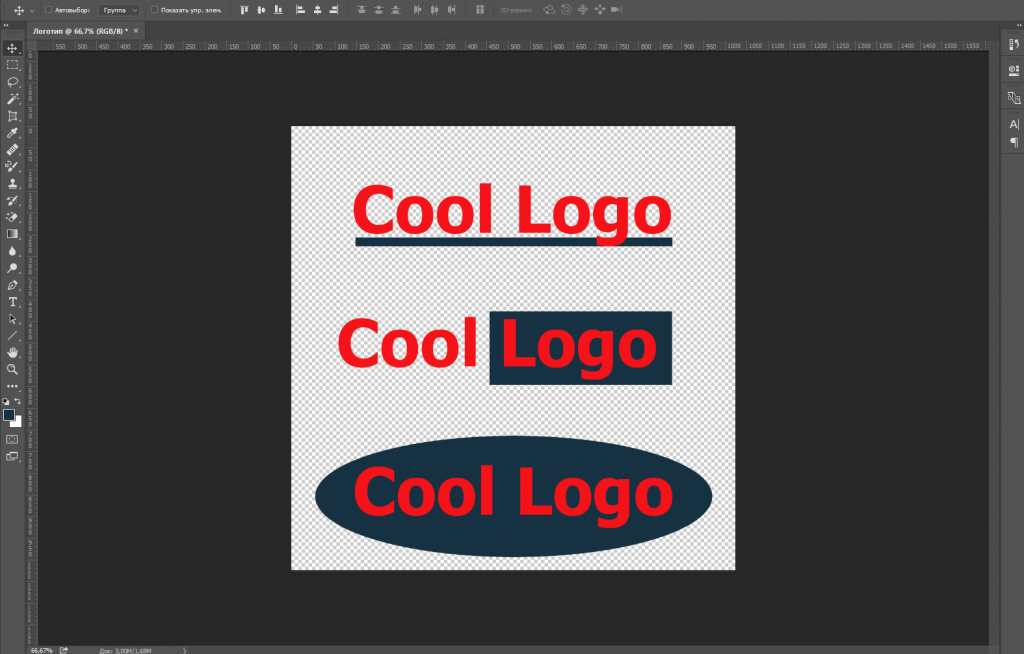 Автовыбор: Группа Показать упр. элем. 3D-режим:
Логотип @ 66,7% (RGB/8) * ×
550 500 450 400 350 300 250 200 150 100 50 0 50 100 150 200 250 300 350 400 450 500 550 600 650 700 750 800 850 900 950 1000 1050 1100 1150 1200 1250 1300 1350 1400 1450 1500 1550
Cool Logo
Cool Logo
Cool Logo
66,67% Док: 3,00M/1,68M